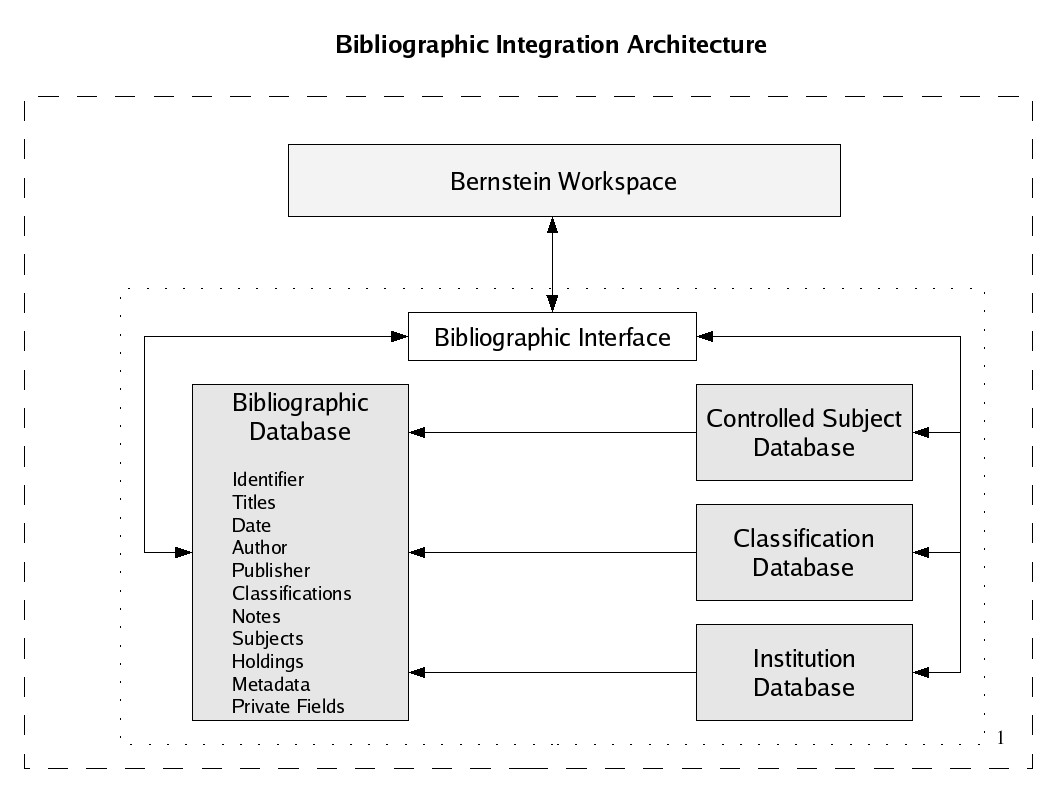 Bibliographic Integration Architecture
Bernstein Workspace
Bibliographic Interface
Bibliographic
Database
Identifier
Titles
Date
Author
Publisher
Classifications
Notes
Subjects
Holdings
Metadata
Private Fields
Controlled Subject
Database
Classification
Database
Institution
Database
1